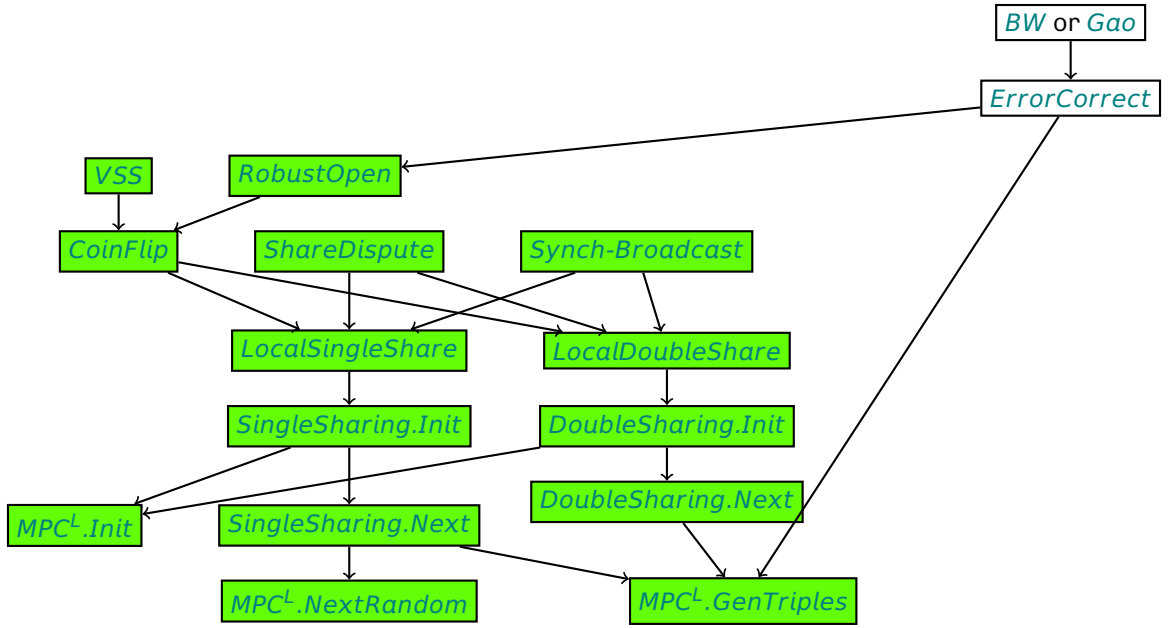 BW or Gao
ErrorCorrect
VSS
RobustOpen
CoinFlip
ShareDispute
Synch-Broadcast
LocalSingleShare
LocalDoubleShare
SingleSharing.Init
DoubleSharing.Init
DoubleSharing.Next
MPC^L.Init
SingleSharing.Next
MPC^L.NextRandom
MPC^L.GenTriples